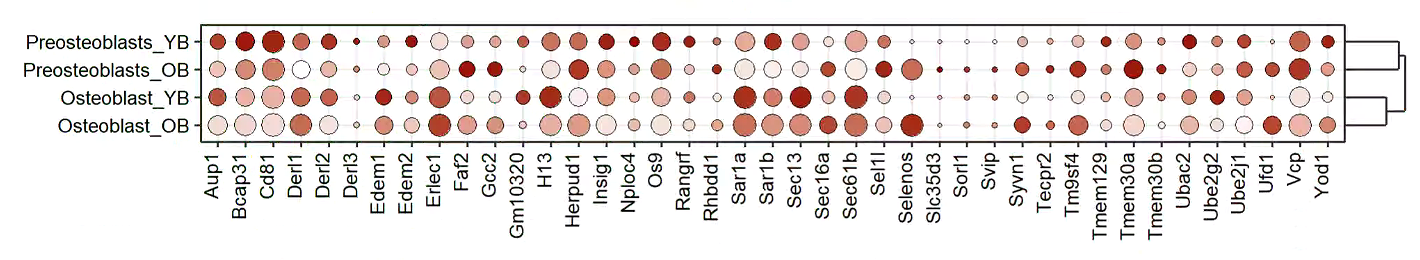 Preosteoblasts_YB
Preosteoblasts_OB
Osteoblast_YB
Osteoblast_OB
Aup1
Bcap31
Cd81
Derl1
Derl2
Derl3
Edem1
Edem2
Erlec1
Faf2
Gcc2
Gm10320
H13
Herpud1
Insig1
Nploc4
Os9
Rangrf
Rhbdd1
Sar1a
Sar1b
Sec13
Sec16a
Sec61b
Sel1l
Selenos
Slc35d3
Sorl1
Svip
Syvn1
Tecpr2
Tm9sf4
Tmem129
Tmem30a
Tmem30b
Ubac2
Ube2g2
Ube2j1
Ufd1
Vcp
Yod1